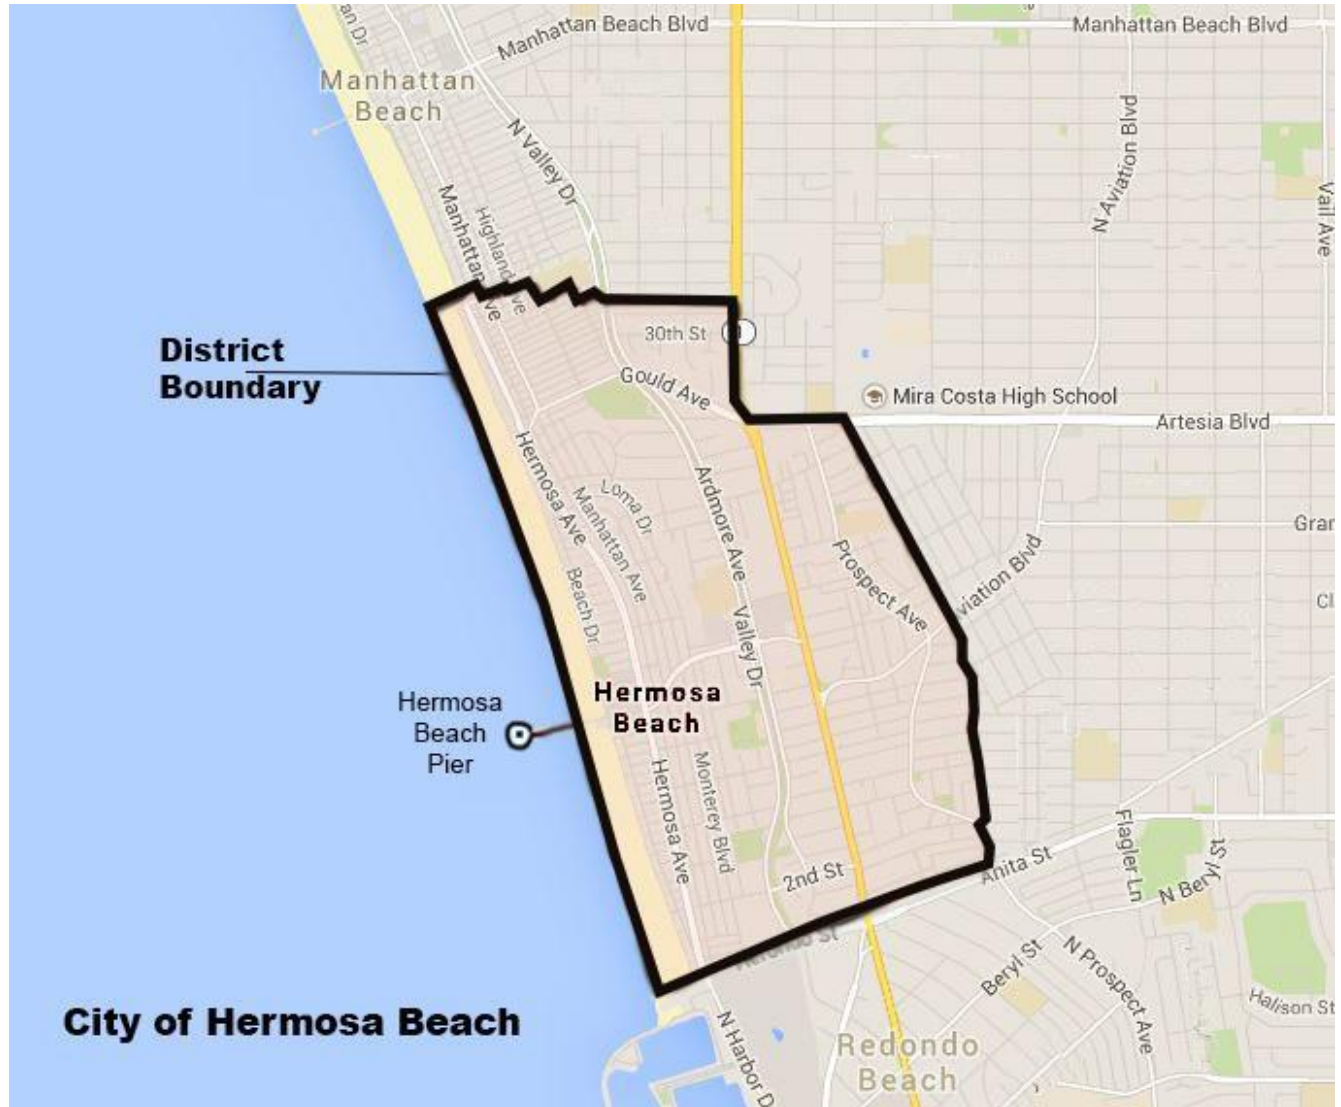 an Dr
Manhattan Beach Blvd
Manhattan Beach Blvd
Manhattan
Beach
N Valley Dr
N Aviation Blvd
Vail Ave
Manhattan Ave
Highland Ave
30th St
District
Boundary
Gould Ave
Mira Costa High School
Artesia Blvd
Hermosa Ave
Loma Dr
Manhattan Ave
Ardmore Ave
Gran
Prospect Ave
viation Blvd
Beach Dr
Cl
Valley Dr
Hermosa
Beach
Pier
Hermosa
Beach
Hermosa Ave
Monterey Blvd
2nd St
Anita St
Flagler Ln
N Beryl St
Beryl St
N Prospect Ave
Halison St
City of Hermosa Beach
N Harbor D
Redondo
Beach